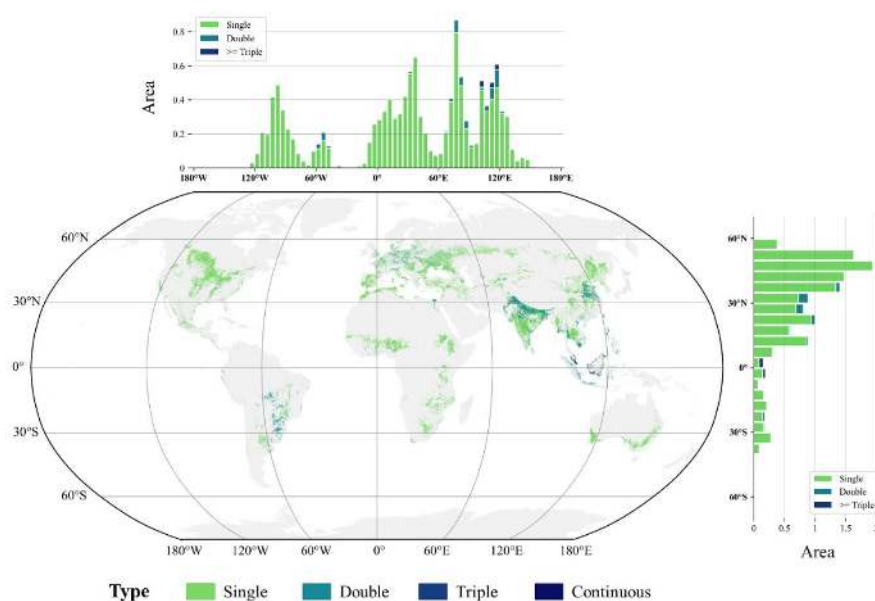 Single
Double
>= Triple
0.8
0.6
0.4
0.2
0
Area
180°W 120°W 60°W 0° 60°E 120°E 180°E
60°N
30°N
0°
30°S
60°S
180°W 120°W 60°W 0° 60°E 120°E 180°E
60°N
30°N
0°
30°S
60°S
Single
Double
>= Triple
0 0.5 1 1.5 2
Area
Type Single Double Triple Continuous